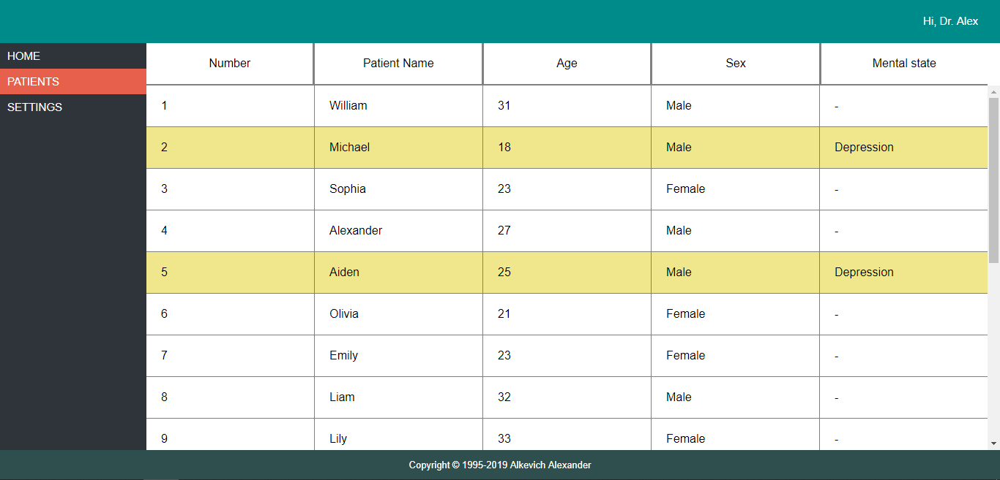 Hi, Dr. Alex
HOME
PATIENTS
SETTINGS
Number Patient Name Age Sex Mental state
1 William 31 Male -
2 Michael 18 Male Depression
3 Sophia 23 Female -
4 Alexander 27 Male -
5 Aiden 25 Male Depression
6 Olivia 21 Female -
7 Emily 23 Female -
8 Liam 32 Male -
9 Lily 33 Female -
Copyright © 1995-2019 Alkevich Alexander